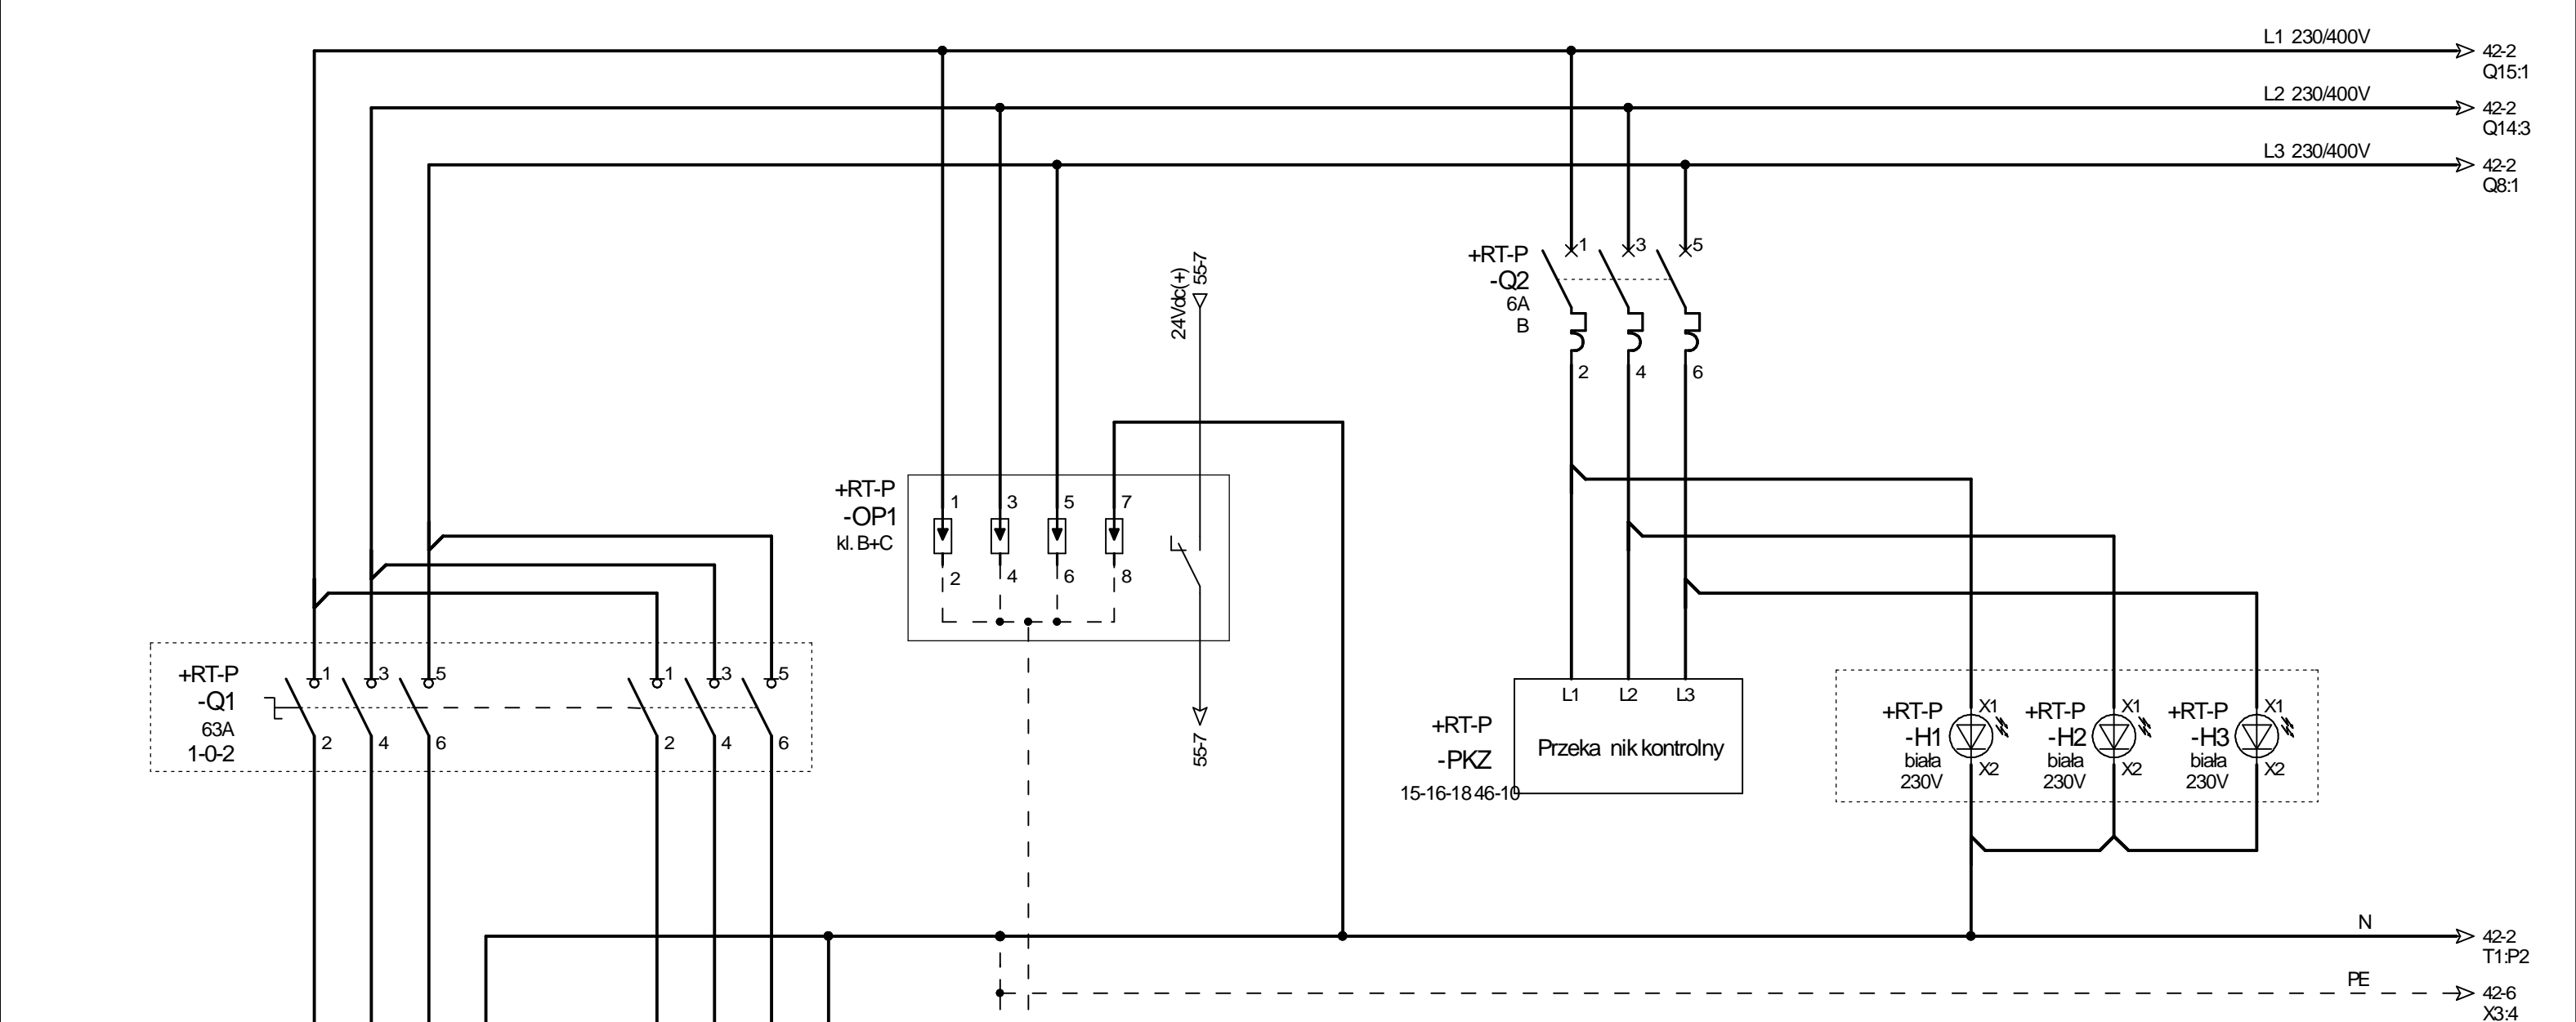 L1 230/400V
42-2
Q15:1
L2 230/400V
42-2
Q14:3
L3 230/400V
42-2
Q8:1
24Vdc(+)
55-7
+RT-P
-Q2
6A
B
1
3
5
2
4
6
+RT-P
-OP1
kl. B+C
1
3
5
7
2
4
6
8
55-7
+RT-P
-Q1
63A
1-0-2
1
3
5
1
3
5
2
4
6
2
4
6
L1
L2
L3
+RT-P
-PKZ
15-16-18 46-10
Przeka nik kontrolny
+RT-P
-H1
biała
230V
X1
X2
+RT-P
-H2
biała
230V
X1
X2
+RT-P
-H3
biała
230V
X1
X2
N
42-2
T1:P2
PE
42-6
X3:4